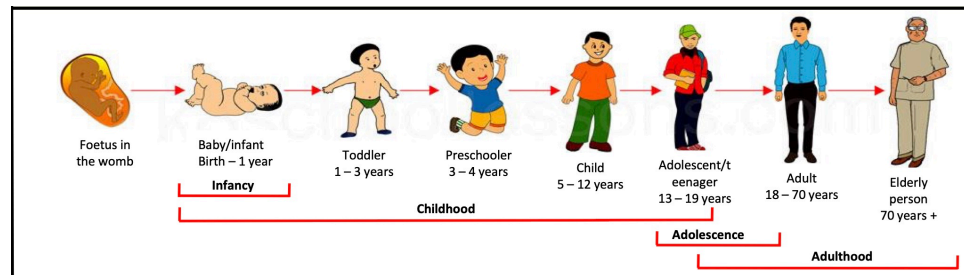 Foetus in
the womb
Baby/infant
Birth – 1 year
Toddler
1 – 3 years
Preschooler
3 – 4 years
Child
5 – 12 years
Adolescent/t
eenager
13 – 19 years
Adult
18 – 70 years
Elderly
person
70 years +
Infancy
Childhood
Adolescence
Adulthood